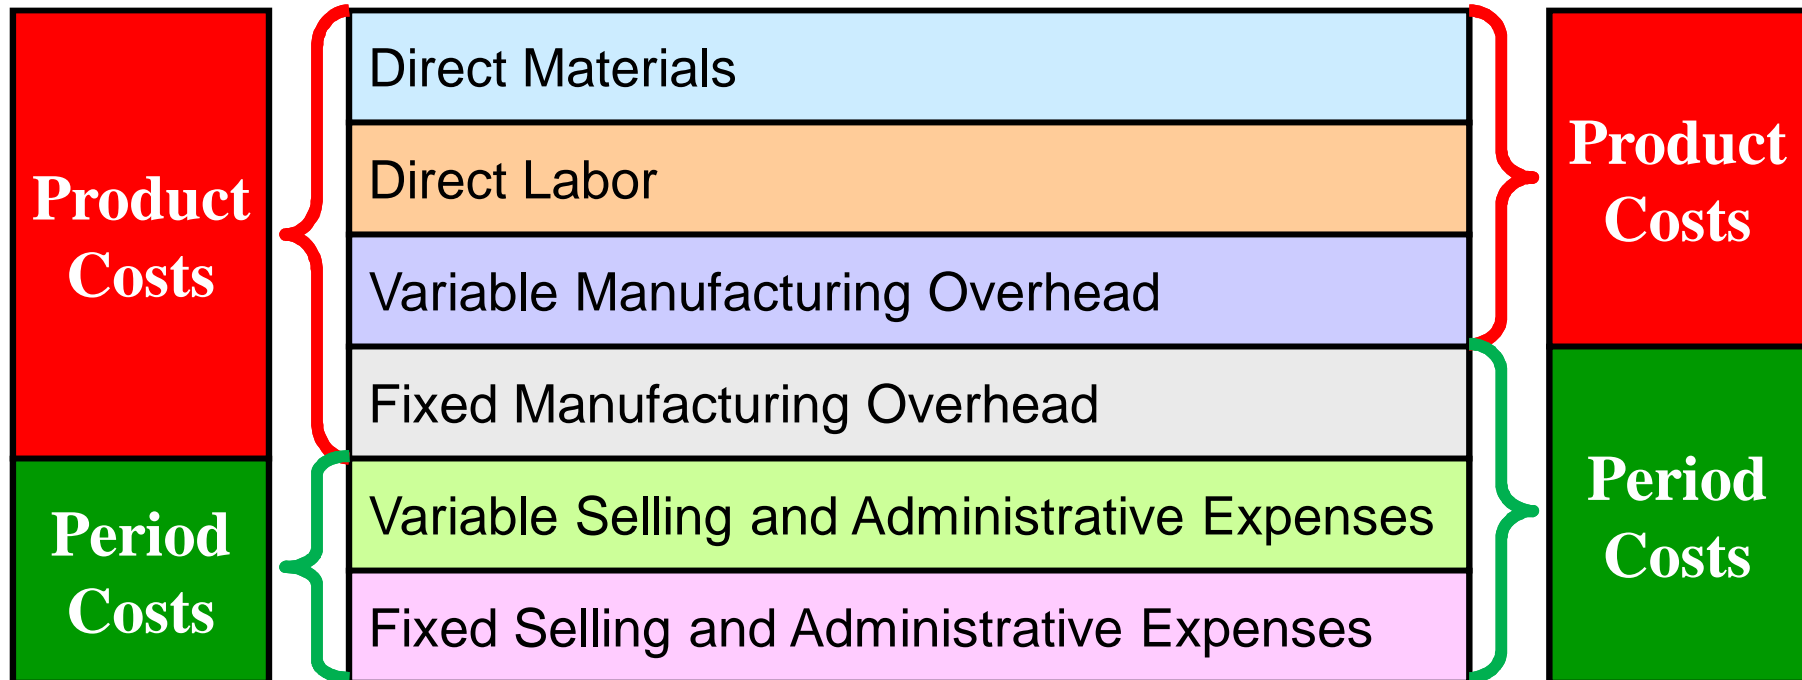 Product
Costs
Period
Costs
Direct Materials
Direct Labor
Variable Manufacturing Overhead
Fixed Manufacturing Overhead
Variable Selling and Administrative Expenses
Fixed Selling and Administrative Expenses
Product
Costs
Period
Costs